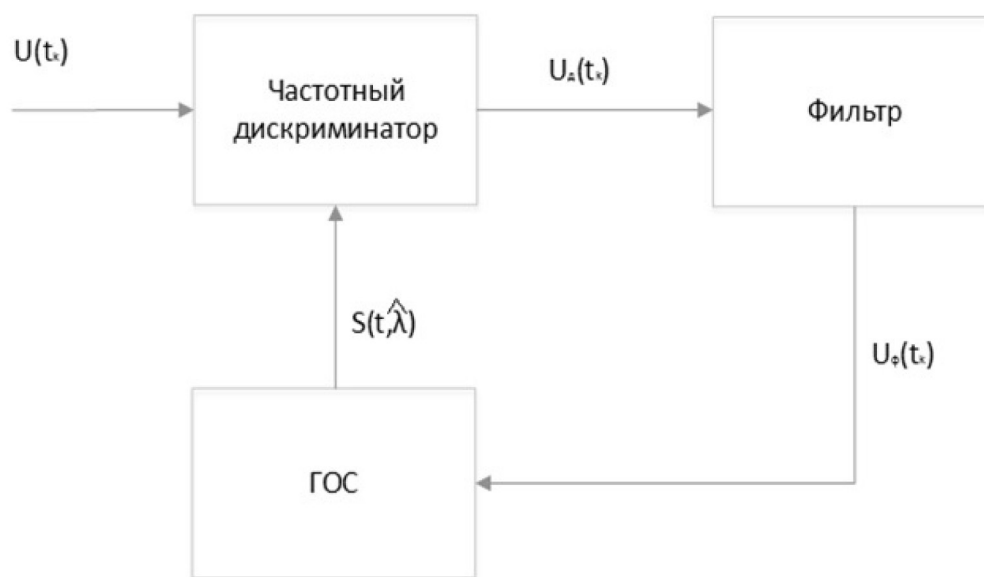 U(tₖ)
Частотный
дискриминатор
Uд(tₖ)
Фильтр
S(t,λ̂)
Uф(tₖ)
ГОС